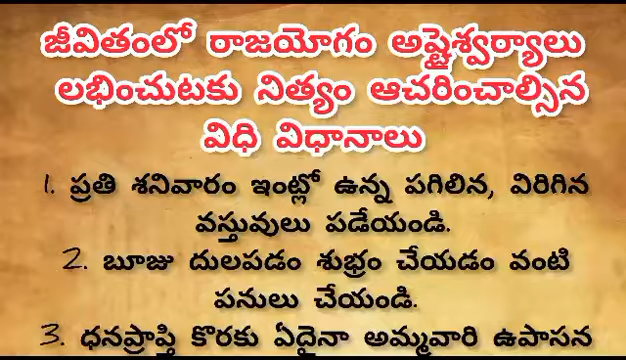 జీవితంలో రాజయోగం అష్టైశ్వర్యాలు
లభించుటకు నిత్యం ఆచరించాల్సిన
విధి విధానాలు
1. ప్రతి శనివారం ఇంట్లో ఉన్న పగిలిన, విరిగిన
వస్తువులు పడేయండి.
2. బూజు దులపడం శుభ్రం చేయడం వంటి
పనులు చేయండి.
3. ధనప్రాప్తి కొరకు ఏదైనా అమ్మవారి ఉపాసన